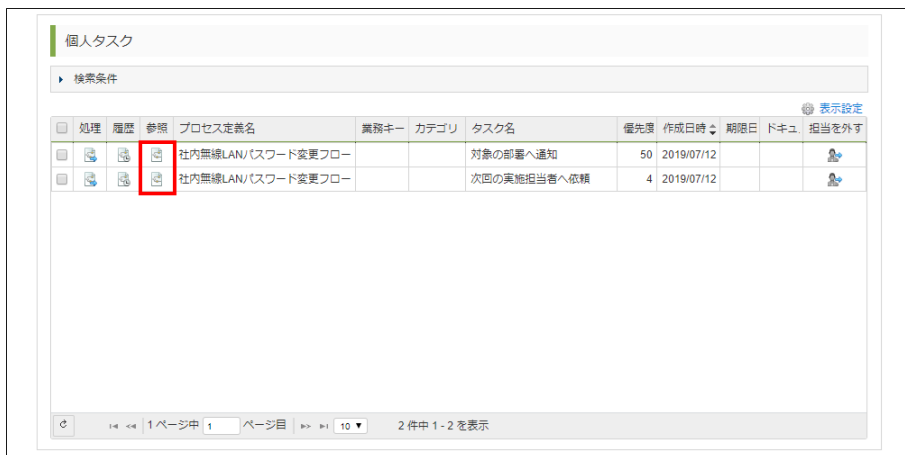 個人タスク
検索条件
表示設定
処理 履歴 参照 プロセス定義名 業務キー カテゴリ タスク名 優先度 作成日時 期限日 ドキュ 担当を外す
社内無線LANパスワード変更フロー 対象の部署へ通知 50 2019/07/12
社内無線LANパスワード変更フロー 次回の実施担当者へ依頼 4 2019/07/12
1 ページ中 1 ページ目 10 2 件中 1 - 2 を表示